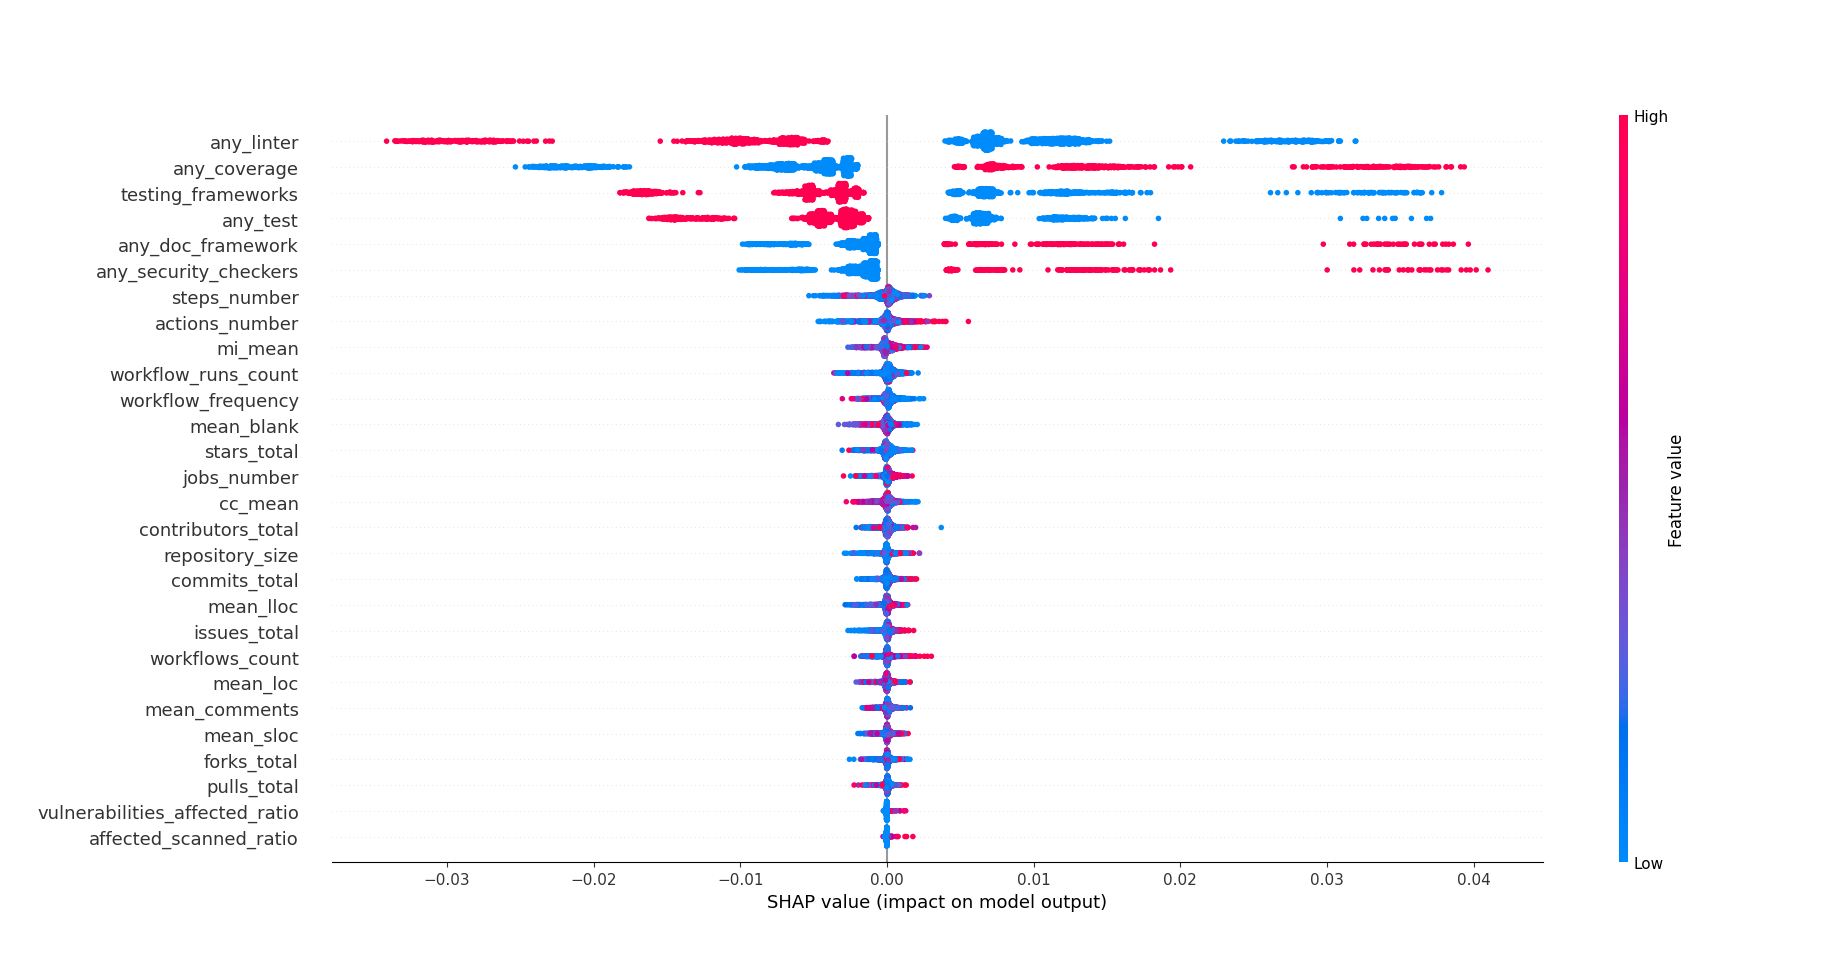 High
any_linter
any_coverage
testing_frameworks
any_test
any_doc_framework
any_security_checkers
steps_number
actions_number
mi_mean
workflow_runs_count
workflow_frequency
mean_blank
stars_total
jobs_number
cc_mean
contributors_total
repository_size
commits_total
mean_lloc
issues_total
workflows_count
mean_loc
mean_comments
mean_sloc
forks_total
pulls_total
vulnerabilities_affected_ratio
affected_scanned_ratio
Feature value
Low
−0.03 −0.02 −0.01 0.00 0.01 0.02 0.03 0.04
SHAP value (impact on model output)